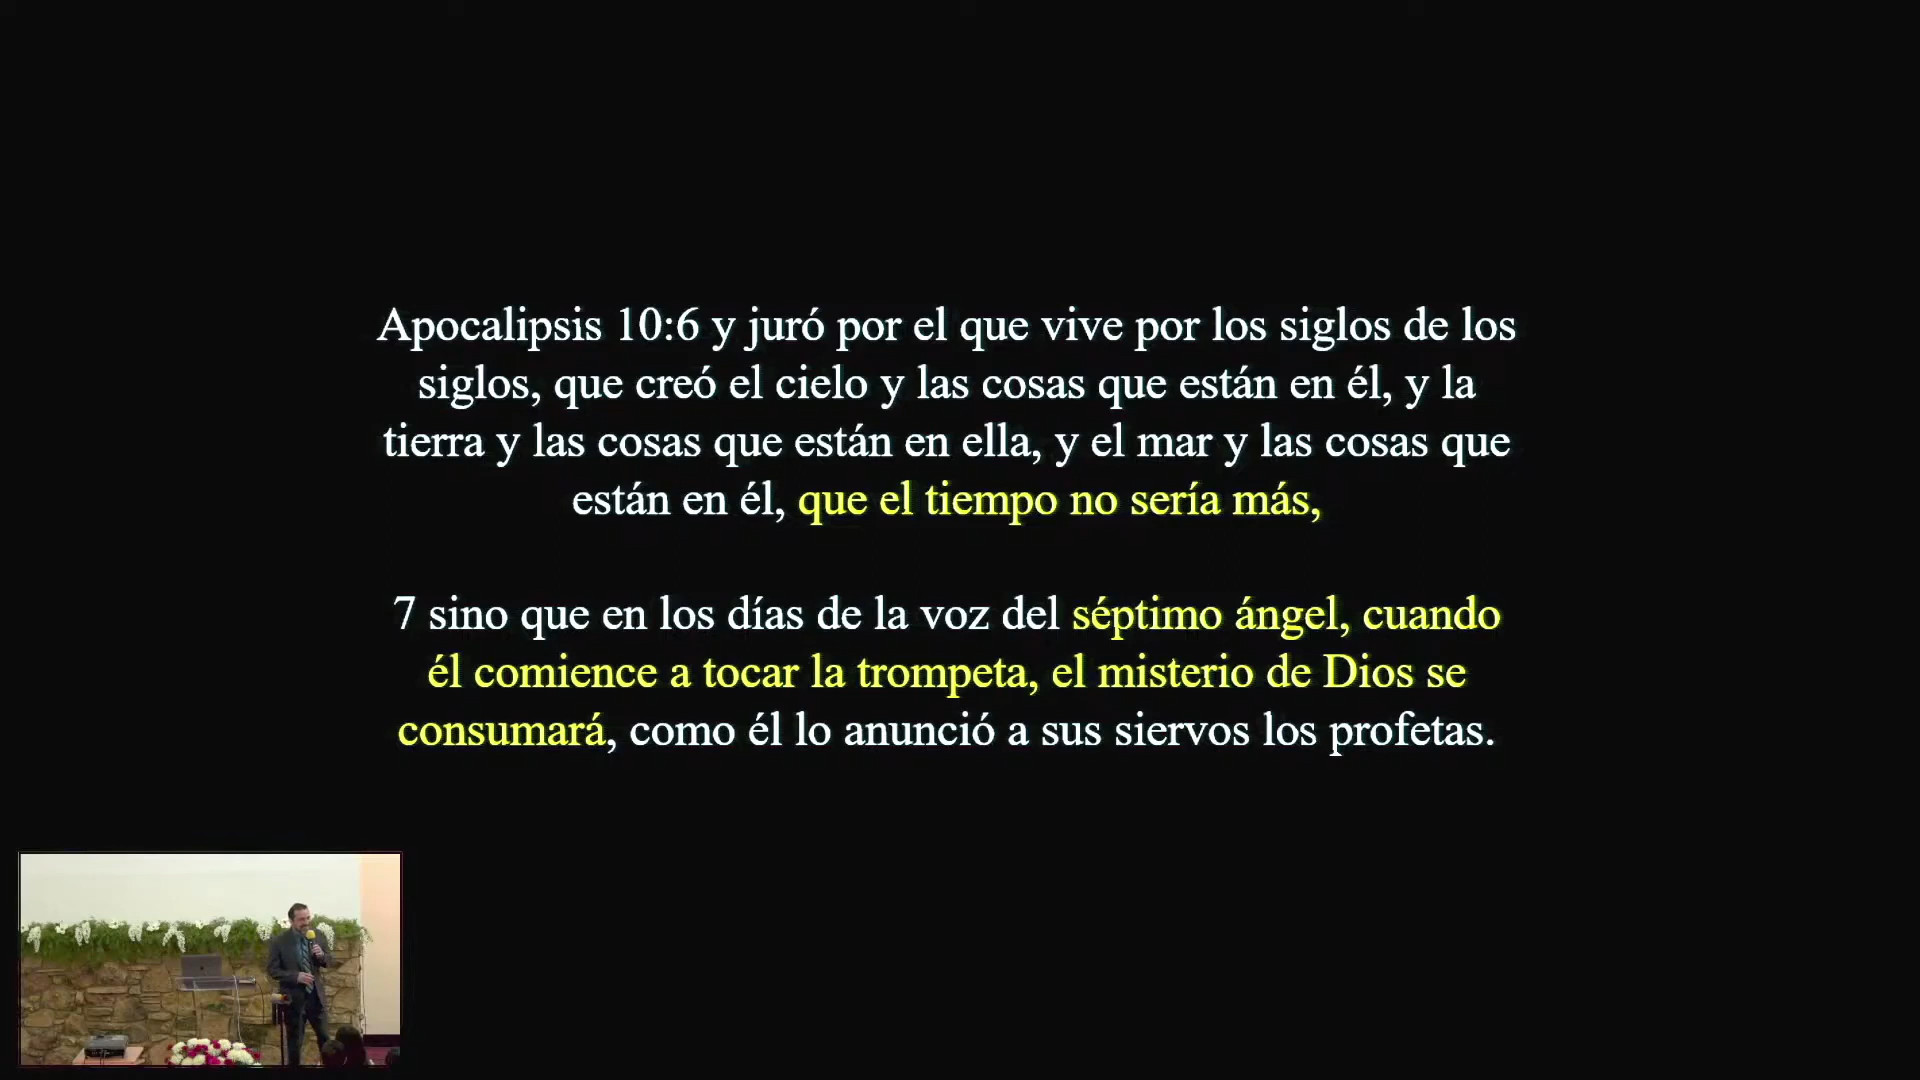 Apocalipsis 10:6 y juró por el que vive por los siglos de los
siglos, que creó el cielo y las cosas que están en él, y la
tierra y las cosas que están en ella, y el mar y las cosas que
están en él, que el tiempo no sería más,
7 sino que en los días de la voz del séptimo ángel, cuando
él comience a tocar la trompeta, el misterio de Dios se
consumará, como él lo anunció a sus siervos los profetas.